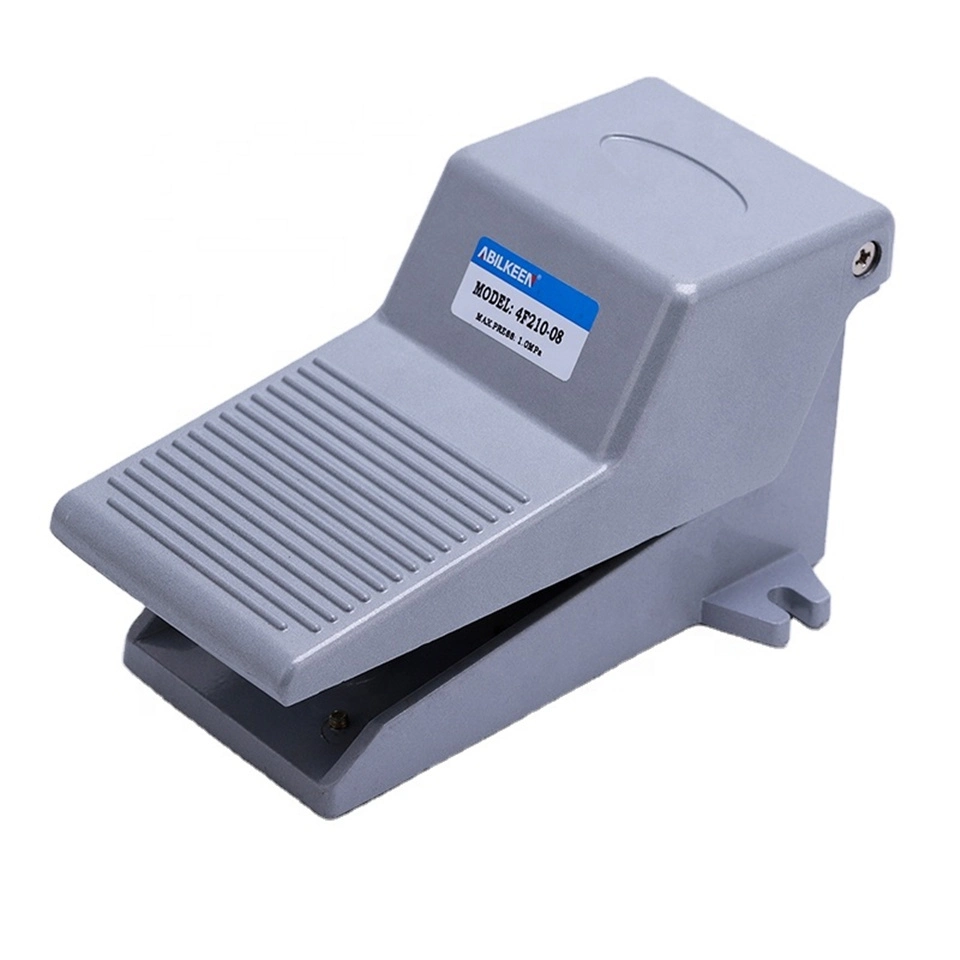 ABILKEEN®
MODEL: 4F210-08
MAX.PRESS: 1.0MPa